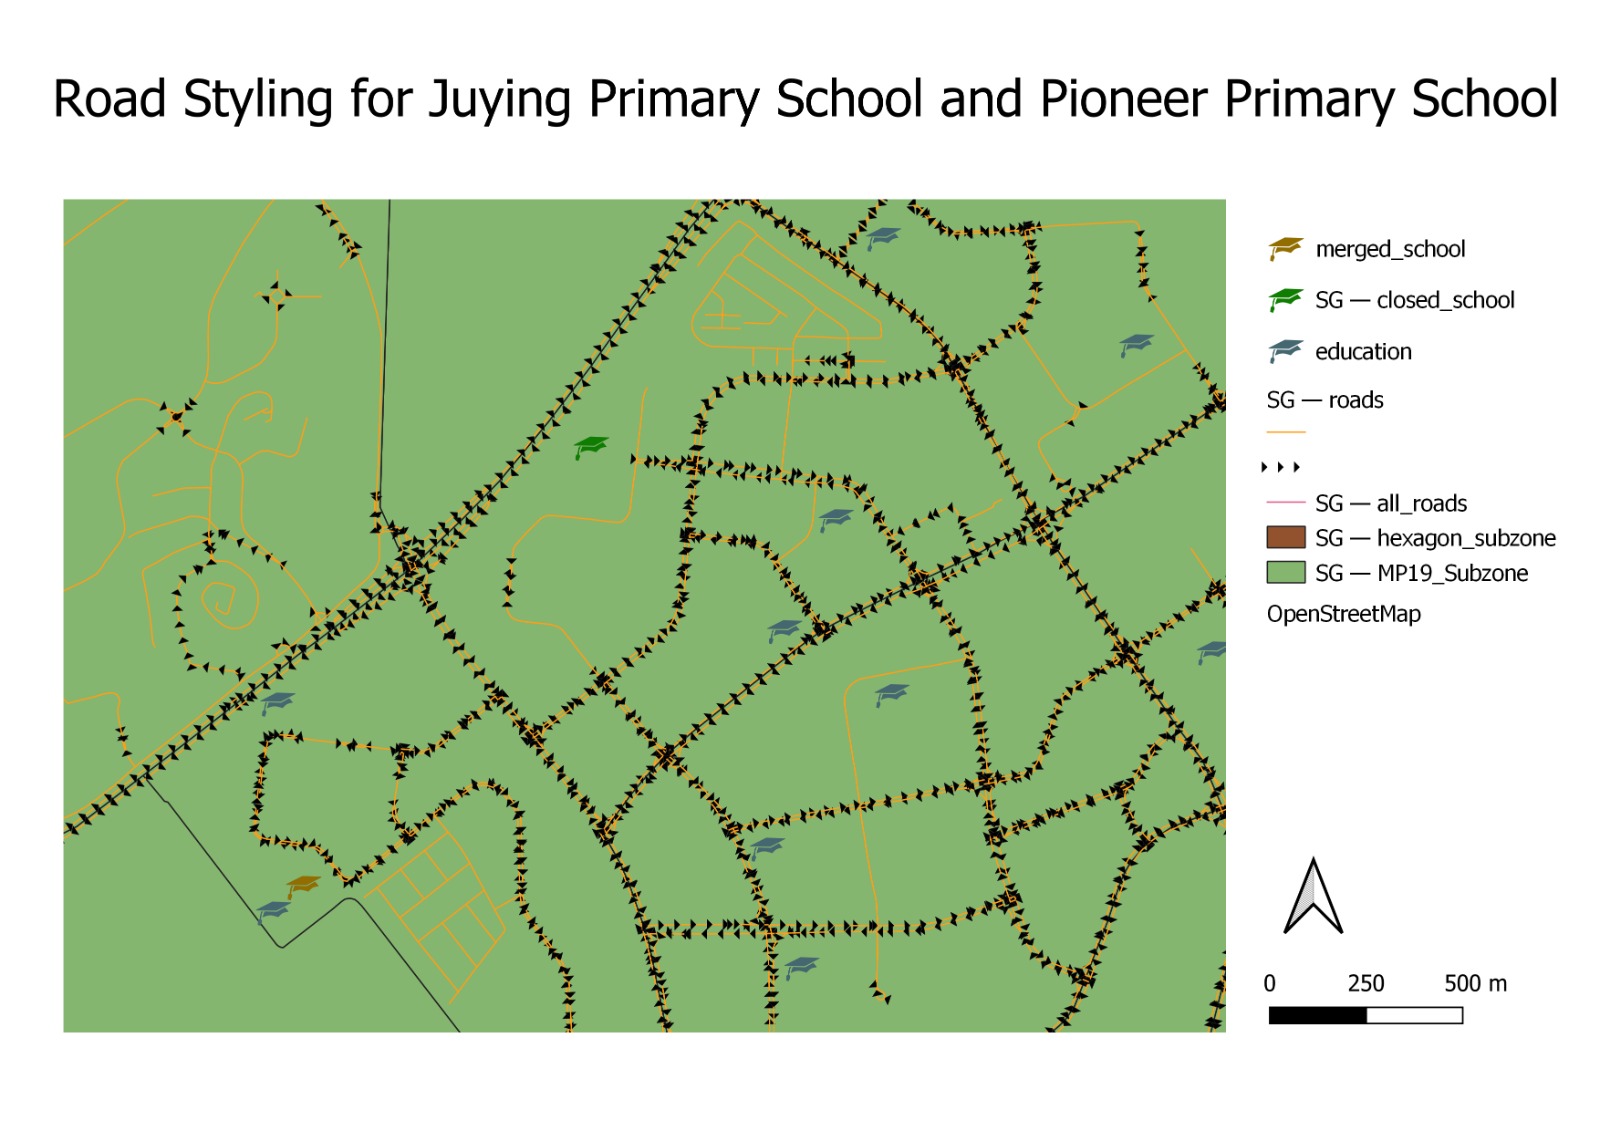 Road Styling for Juying Primary School and Pioneer Primary School
merged_school
SG — closed_school
education
SG — roads
SG — all_roads
SG — hexagon_subzone
SG — MP19_Subzone
OpenStreetMap
0 250 500 m